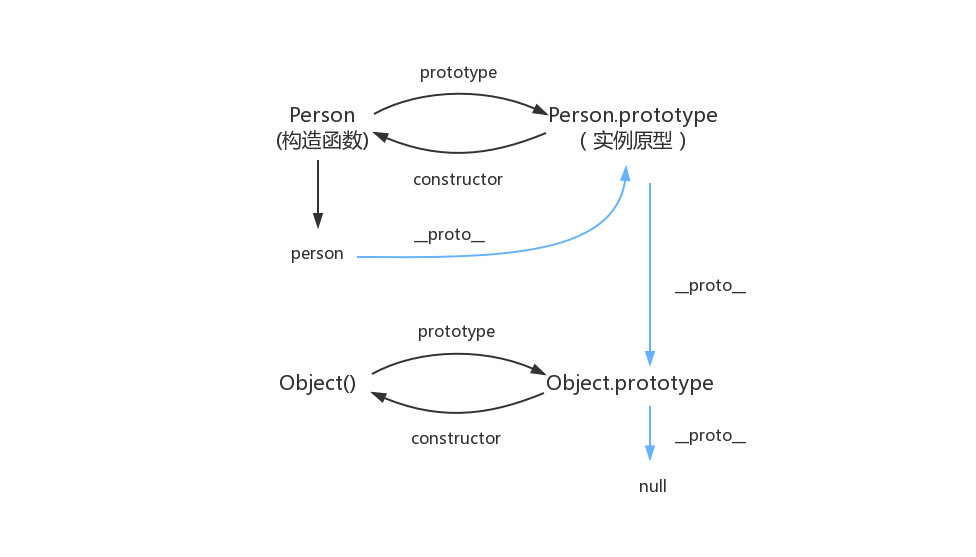 prototype
Person
(构造函数)
Person.prototype
（ 实例原型 ）
constructor
person
__proto__
__proto__
prototype
Object()
Object.prototype
constructor
__proto__
null